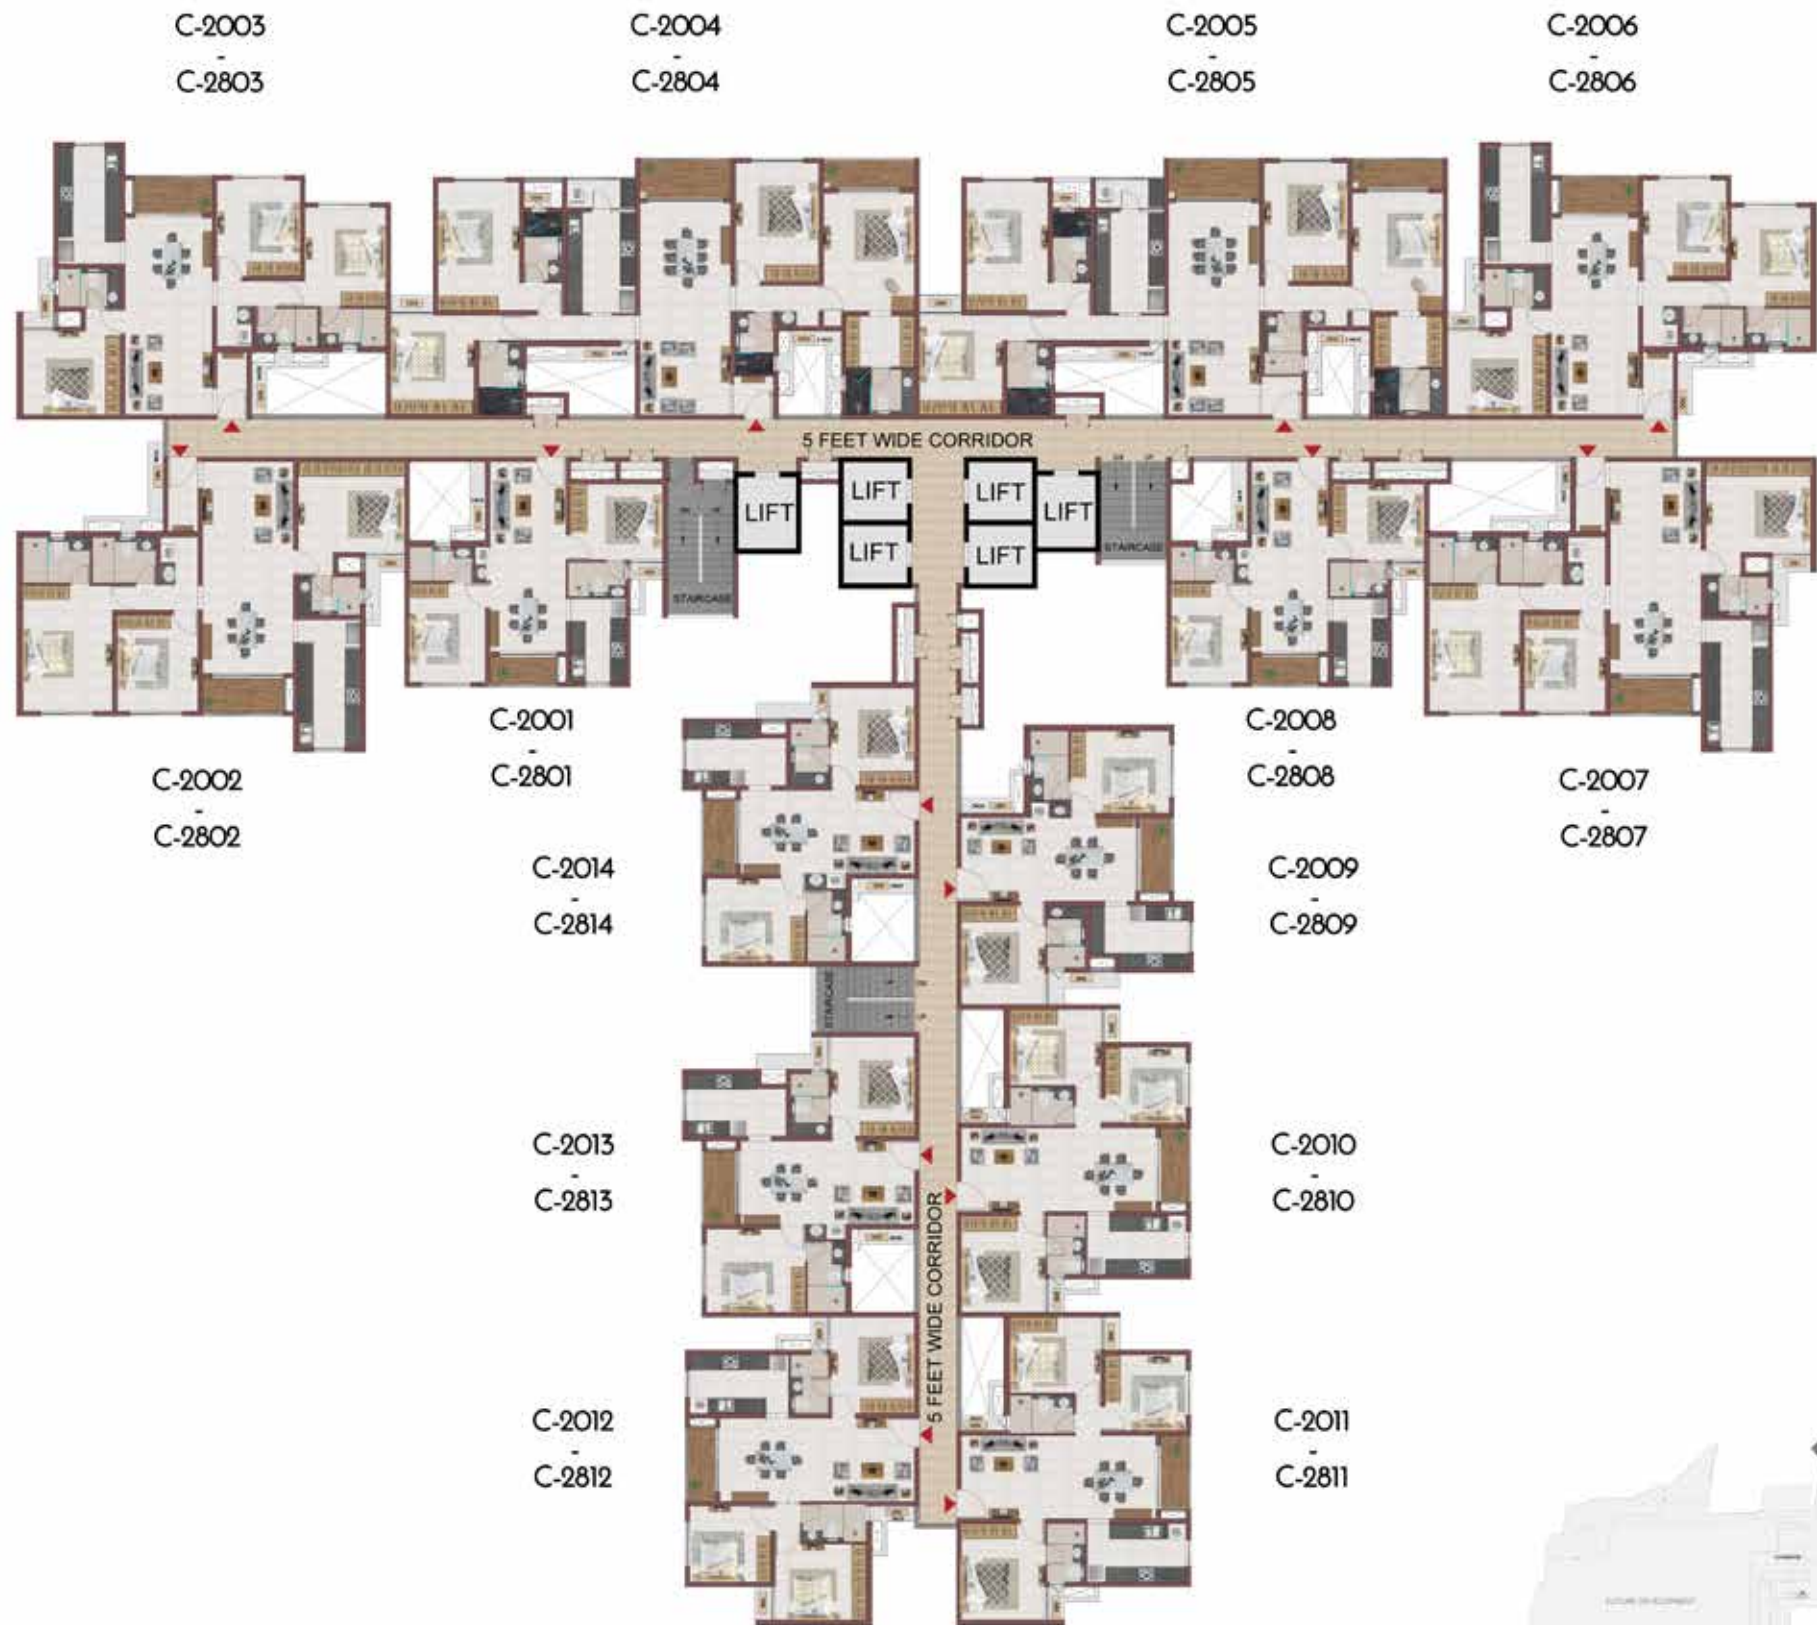 C-2003
-
C-2803
C-2004
-
C-2804
C-2005
-
C-2805
C-2006
-
C-2806
5 FEET WIDE CORRIDOR
LIFT
LIFT
LIFT
LIFT
LIFT
LIFT
STAIRCASE
STAIRCASE
C-2001
-
C-2801
C-2008
-
C-2808
C-2002
-
C-2802
C-2007
-
C-2807
C-2014
-
C-2814
C-2009
-
C-2809
STAIRCASE
C-2013
-
C-2813
C-2010
-
C-2810
5 FEET WIDE CORRIDOR
C-2012
-
C-2812
C-2011
-
C-2811